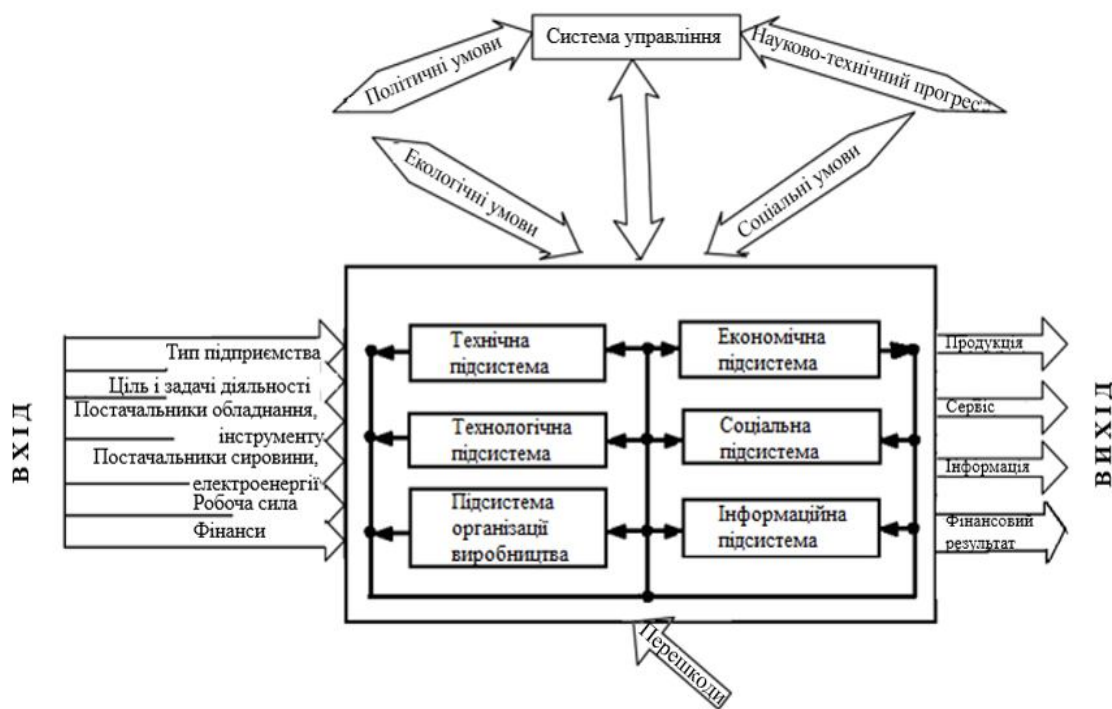 Система управління
Політичні умови
Науково-технічний прогрес
Екологічні умови
Соціальні умови
ВХІД
Тип підприємства
Ціль і задачі діяльності
Постачальники обладнання,
інструменту
Постачальники сировини,
електроенергії
Робоча сила
Фінанси
Технічна
підсистема
Технологічна
підсистема
Підсистема
організації
виробництва
Економічна
підсистема
Соціальна
підсистема
Інформаційна
підсистема
Продукція
Сервіс
Інформація
Фінансовий
результат
ВИХІД
Перешкоди